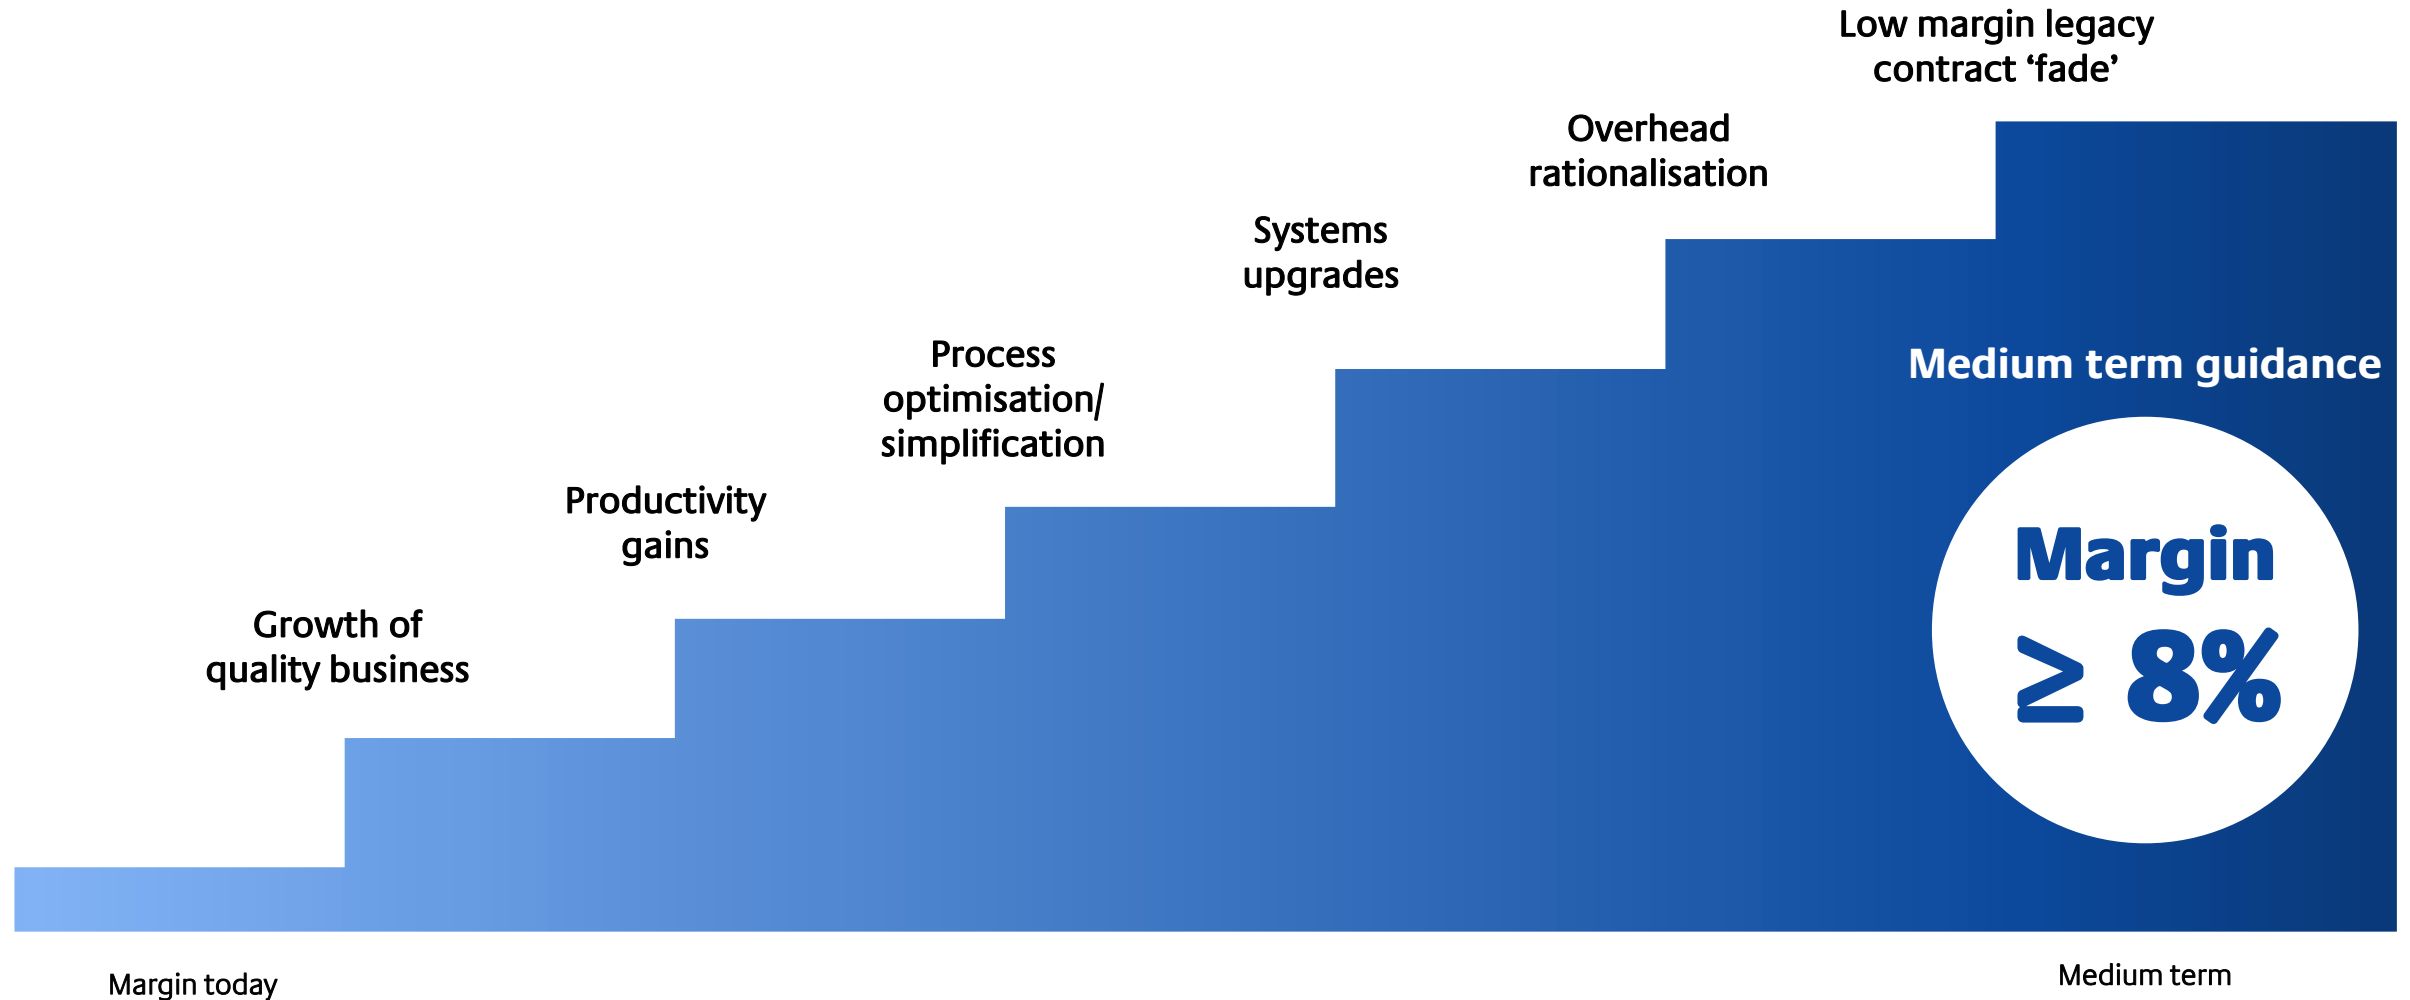 Low margin legacy
contract ‘fade’
Overhead
rationalisation
Systems
upgrades
Process
optimisation/
simplification
Productivity
gains
Growth of
quality business
Medium term guidance
Margin
≥ 8%
Margin today
Medium term